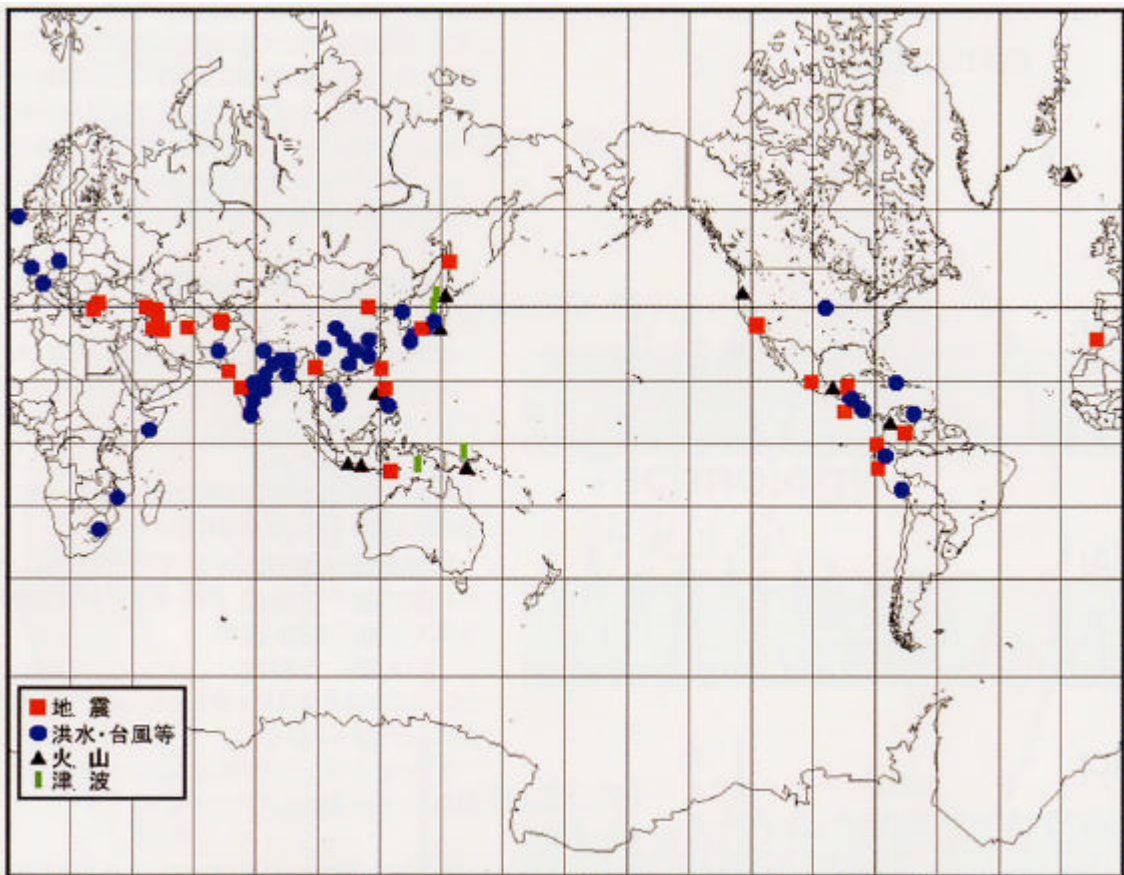 地 震
洪水・台風等
火 山
津 波